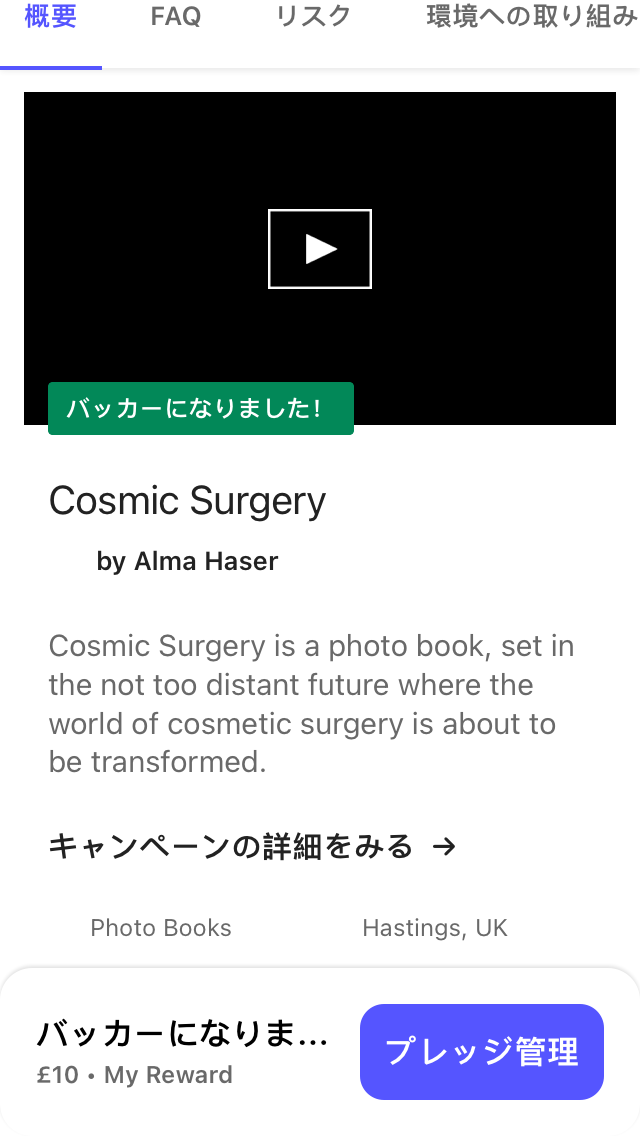 概要 FAQ リスク 環境への取り組み
バッカーになりました!
Cosmic Surgery
by Alma Haser
Cosmic Surgery is a photo book, set in
the not too distant future where the
world of cosmetic surgery is about to
be transformed.
キャンペーンの詳細をみる →
Photo Books Hastings, UK
バッカーになりま...
£10 • My Reward
プレッジ管理